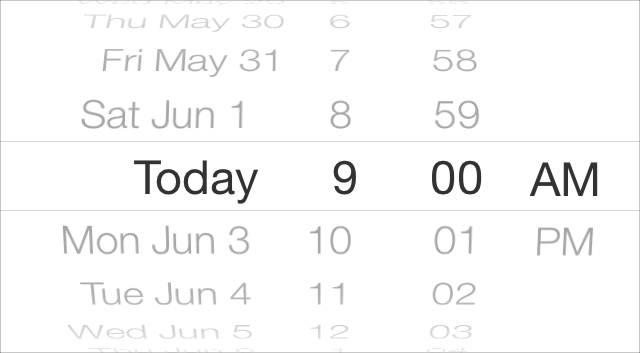 Thu May 30 6 57
Fri May 31 7 58
Sat Jun 1 8 59
Today 9 00 AM
Mon Jun 3 10 01 PM
Tue Jun 4 11 02
Wed Jun 5 12 03